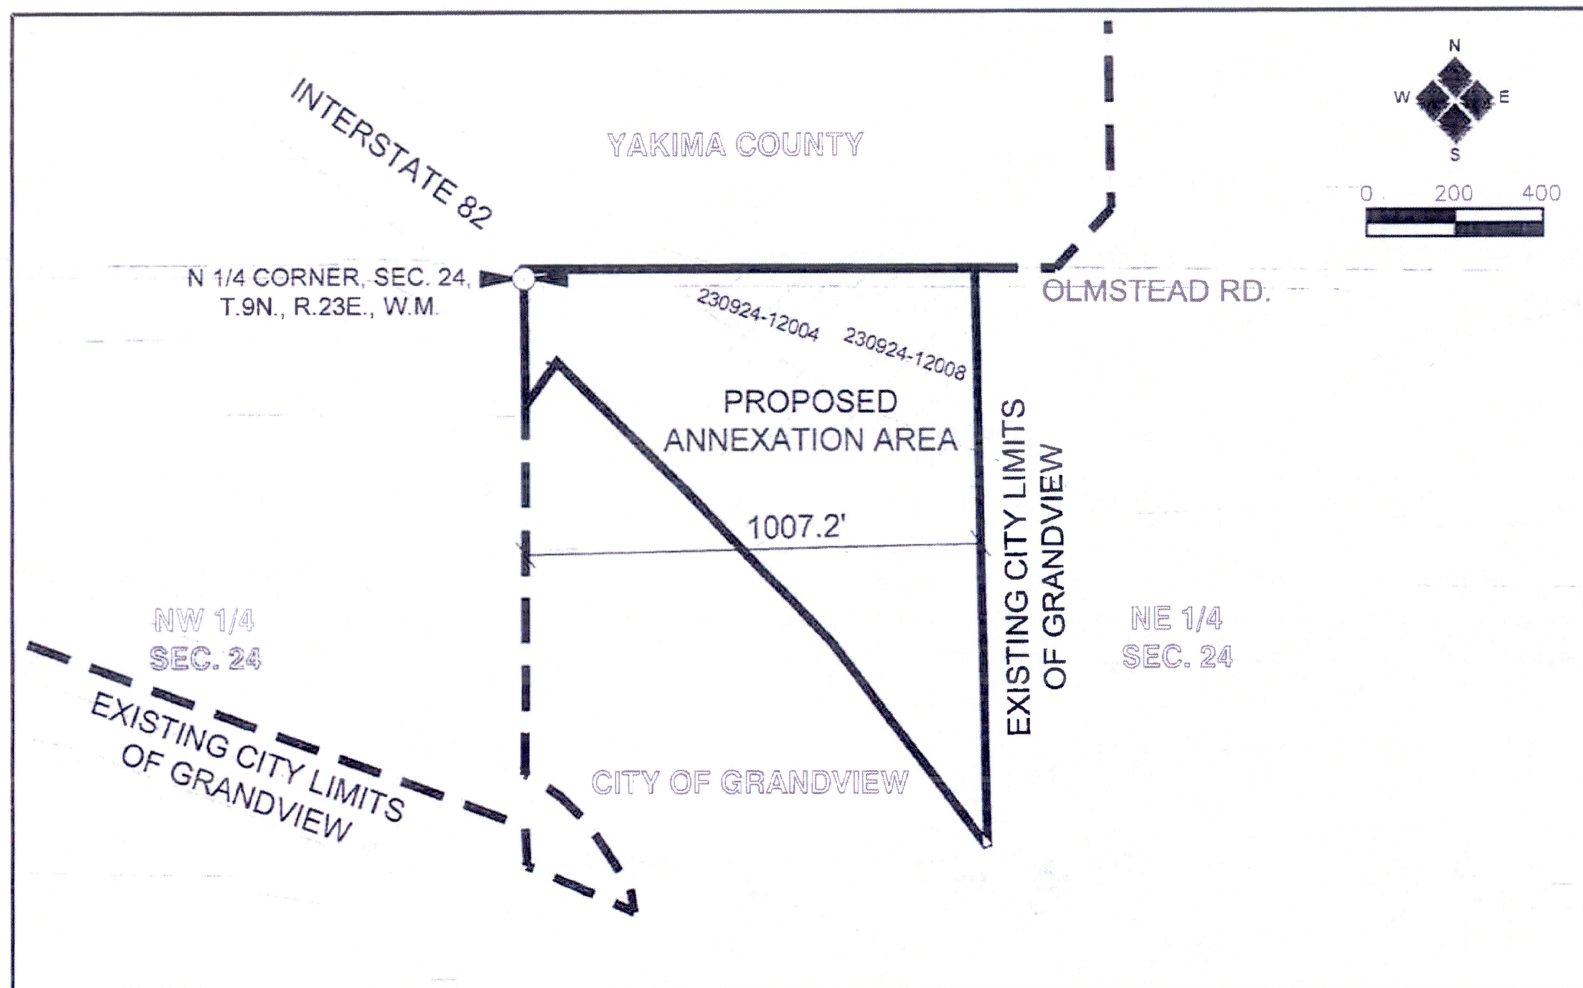 INTERSTATE 82
YAKIMA COUNTY
N
W E
S
0 200 400
N 1/4 CORNER, SEC. 24,
T.9N., R.23E., W.M.
OLMSTEAD RD.
230924-12004
230924-12008
PROPOSED
ANNEXATION AREA
EXISTING CITY LIMITS
OF GRANDVIEW
1007.2'
NW 1/4
SEC. 24
NE 1/4
SEC. 24
EXISTING CITY LIMITS
OF GRANDVIEW
CITY OF GRANDVIEW